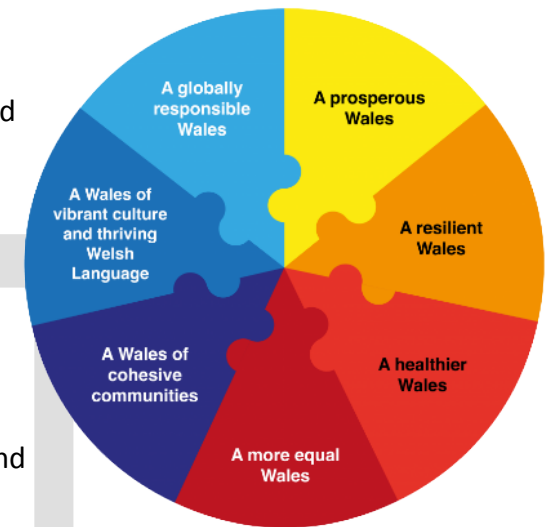 A globally
responsible
Wales
A prosperous
Wales
A resilient
Wales
A healthier
Wales
A more equal
Wales
A Wales of
cohesive
communities
A Wales of
vibrant culture
and thriving
Welsh
Language